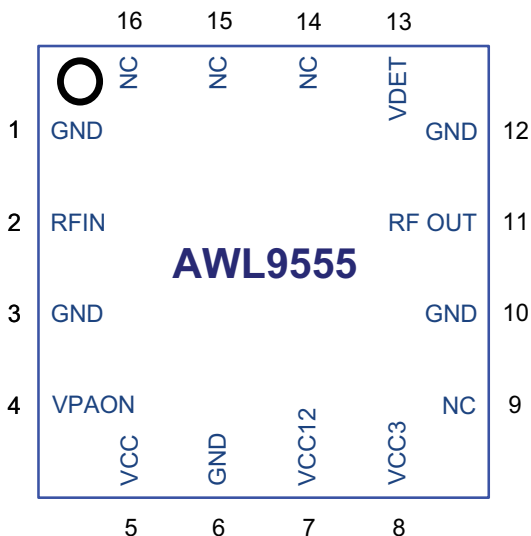 16 15 14 13
NC NC NC VDET
1 GND GND 12
2 RFIN RF OUT 11
AWL9555
3 GND GND 10
4 VPAON NC 9
VCC GND VCC12 VCC3
5 6 7 8